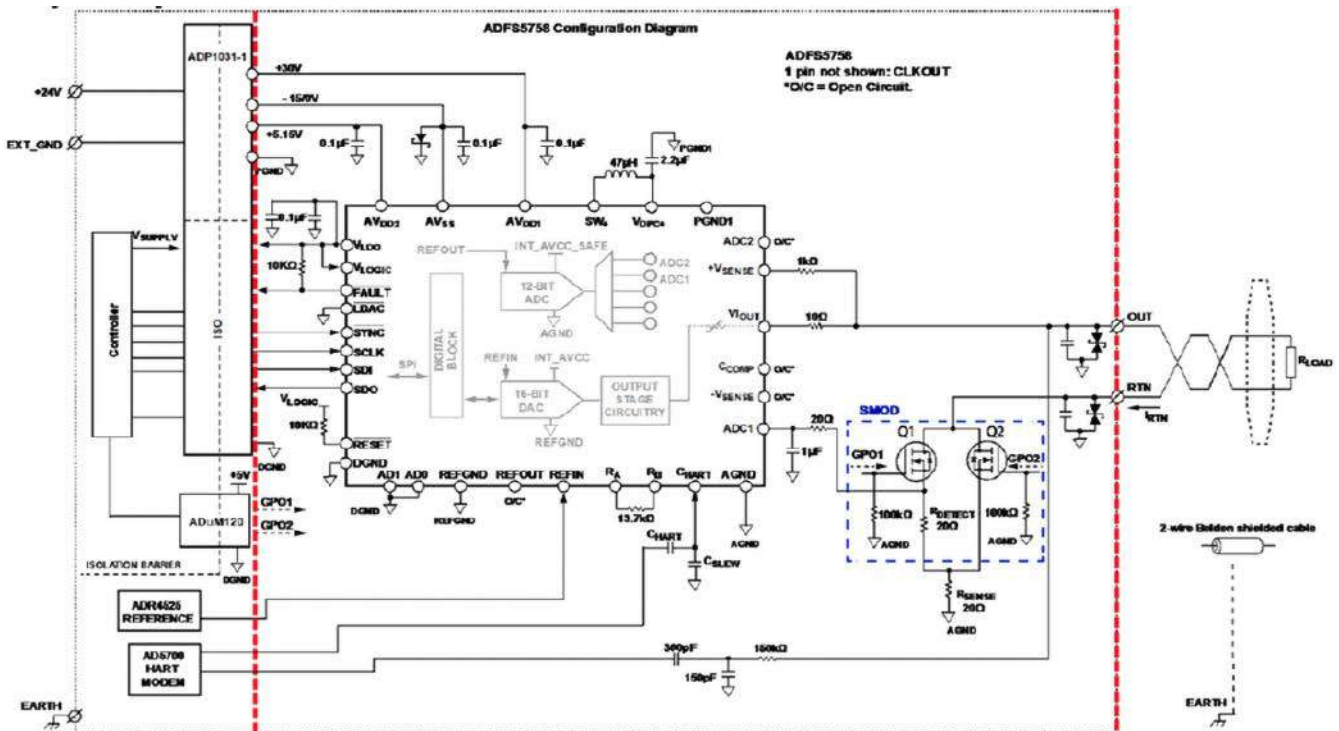 ADFS5758 Configuration Diagram
ADFS5758
1 pin not shown: CLKOUT
*O/C = Open Circuit.
ADP1031-1
+24V
EXT_GND
+30V
-15/0V
+5.15V
PGND
0.1µF
0.1µF
0.1µF
47µH
2.2µF
PGND1
0.1µF
AVDD2
AVSS
AVDD1
SW4
VDPC4
PGND1
VLDO
VLOGIC
FAULT
LDAC
SYNC
SCLK
SDI
SDO
RESET
DGND
10KΩ
VLOGIC
10KΩ
VSUPPLY
Controller
ISO
DGND
REFOUT
INT_AVCC_SAFE
12-BIT
ADC
AGND
ADC2
ADC1
SPI
DIGITAL
BLOCK
REFIN
INT_AVCC
16-BIT
DAC
REFGND
OUTPUT
STAGE
CIRCUITRY
ADC2
O/C*
+VSENSE
1kΩ
VIOUT
10Ω
CCOMP
O/C*
-VSENSE
O/C*
ADC1
20Ω
1µF
AD1
AD0
REFGND
REFOUT
REFIN
RA
RB
CHART
AGND
DGND
REFGND
O/C*
13.7kΩ
AGND
+5V
ADuM120
GPO1
GPO2
DGND
ISOLATION BARRIER
CHART
CSLEW
SMOD
Q1
Q2
GPO1
GPO2
100kΩ
AGND
RDETECT
20Ω
100kΩ
AGND
RSENSE
20Ω
AGND
OUT
RTN
IRTN
RLOAD
2-wire Belden shielded cable
ADR4525
REFERENCE
AD5700
HART
MODEM
300pF
150pF
150kΩ
EARTH
EARTH